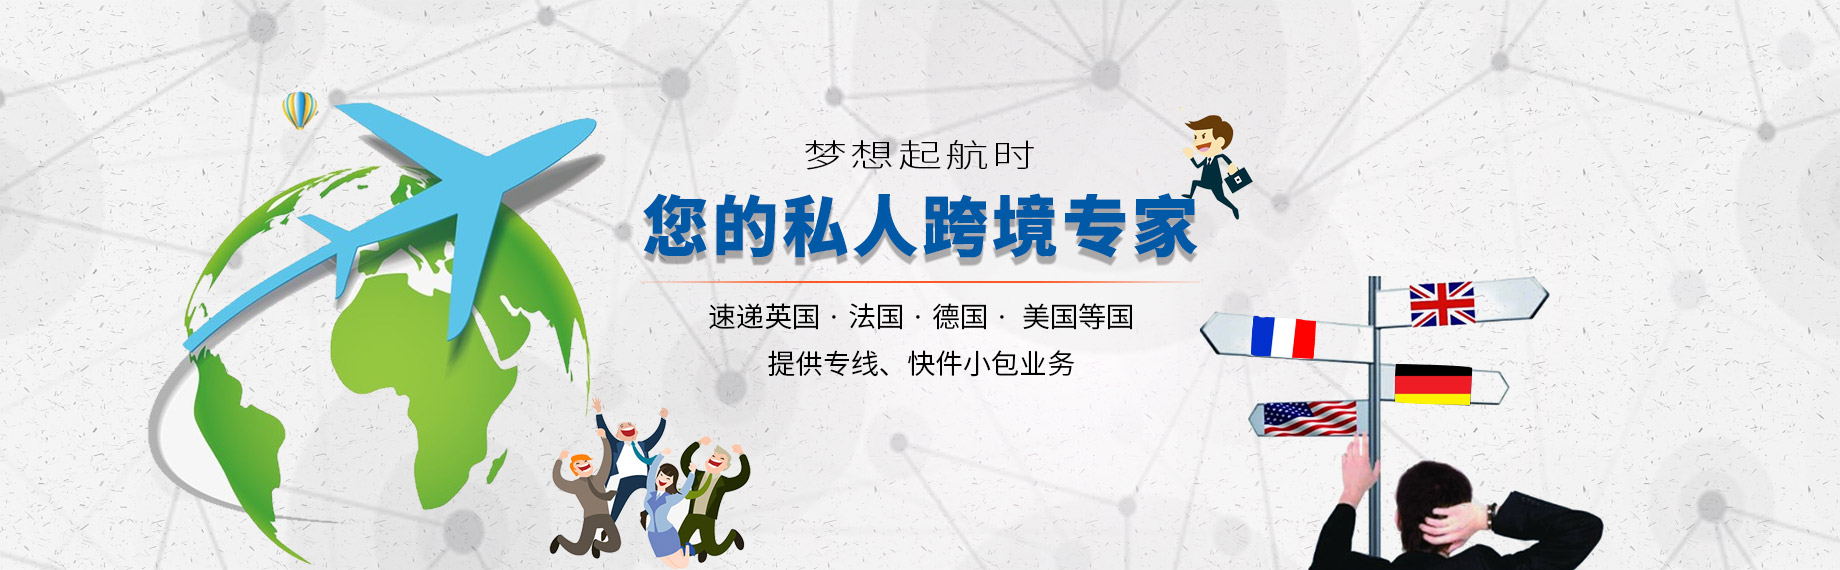 梦想起航时
您的私人跨境专家
速递英国 · 法国 · 德国 · 美国等国
提供专线、快件小包业务